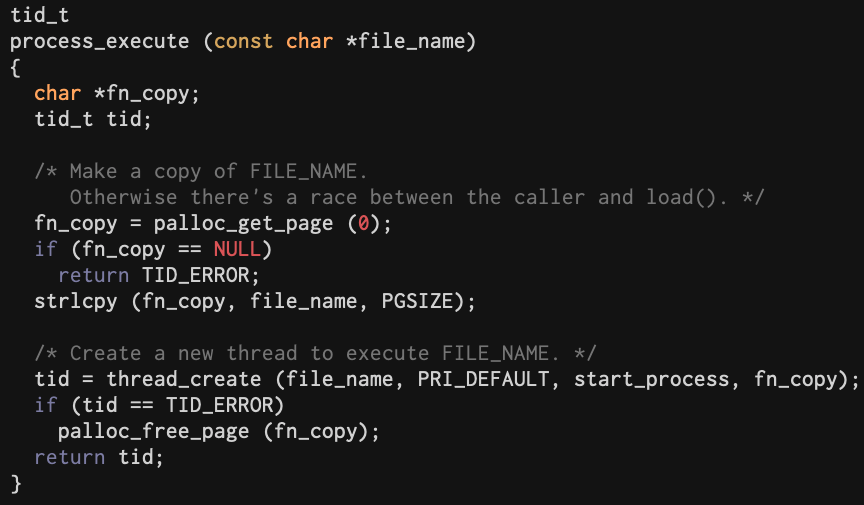 tid_t
process_execute (const char *file_name)
{
  char *fn_copy;
  tid_t tid;

  /* Make a copy of FILE_NAME.
     Otherwise there's a race between the caller and load(). */
  fn_copy = palloc_get_page (0);
  if (fn_copy == NULL)
    return TID_ERROR;
  strlcpy (fn_copy, file_name, PGSIZE);

  /* Create a new thread to execute FILE_NAME. */
  tid = thread_create (file_name, PRI_DEFAULT, start_process, fn_copy);
  if (tid == TID_ERROR)
    palloc_free_page (fn_copy);
  return tid;
}